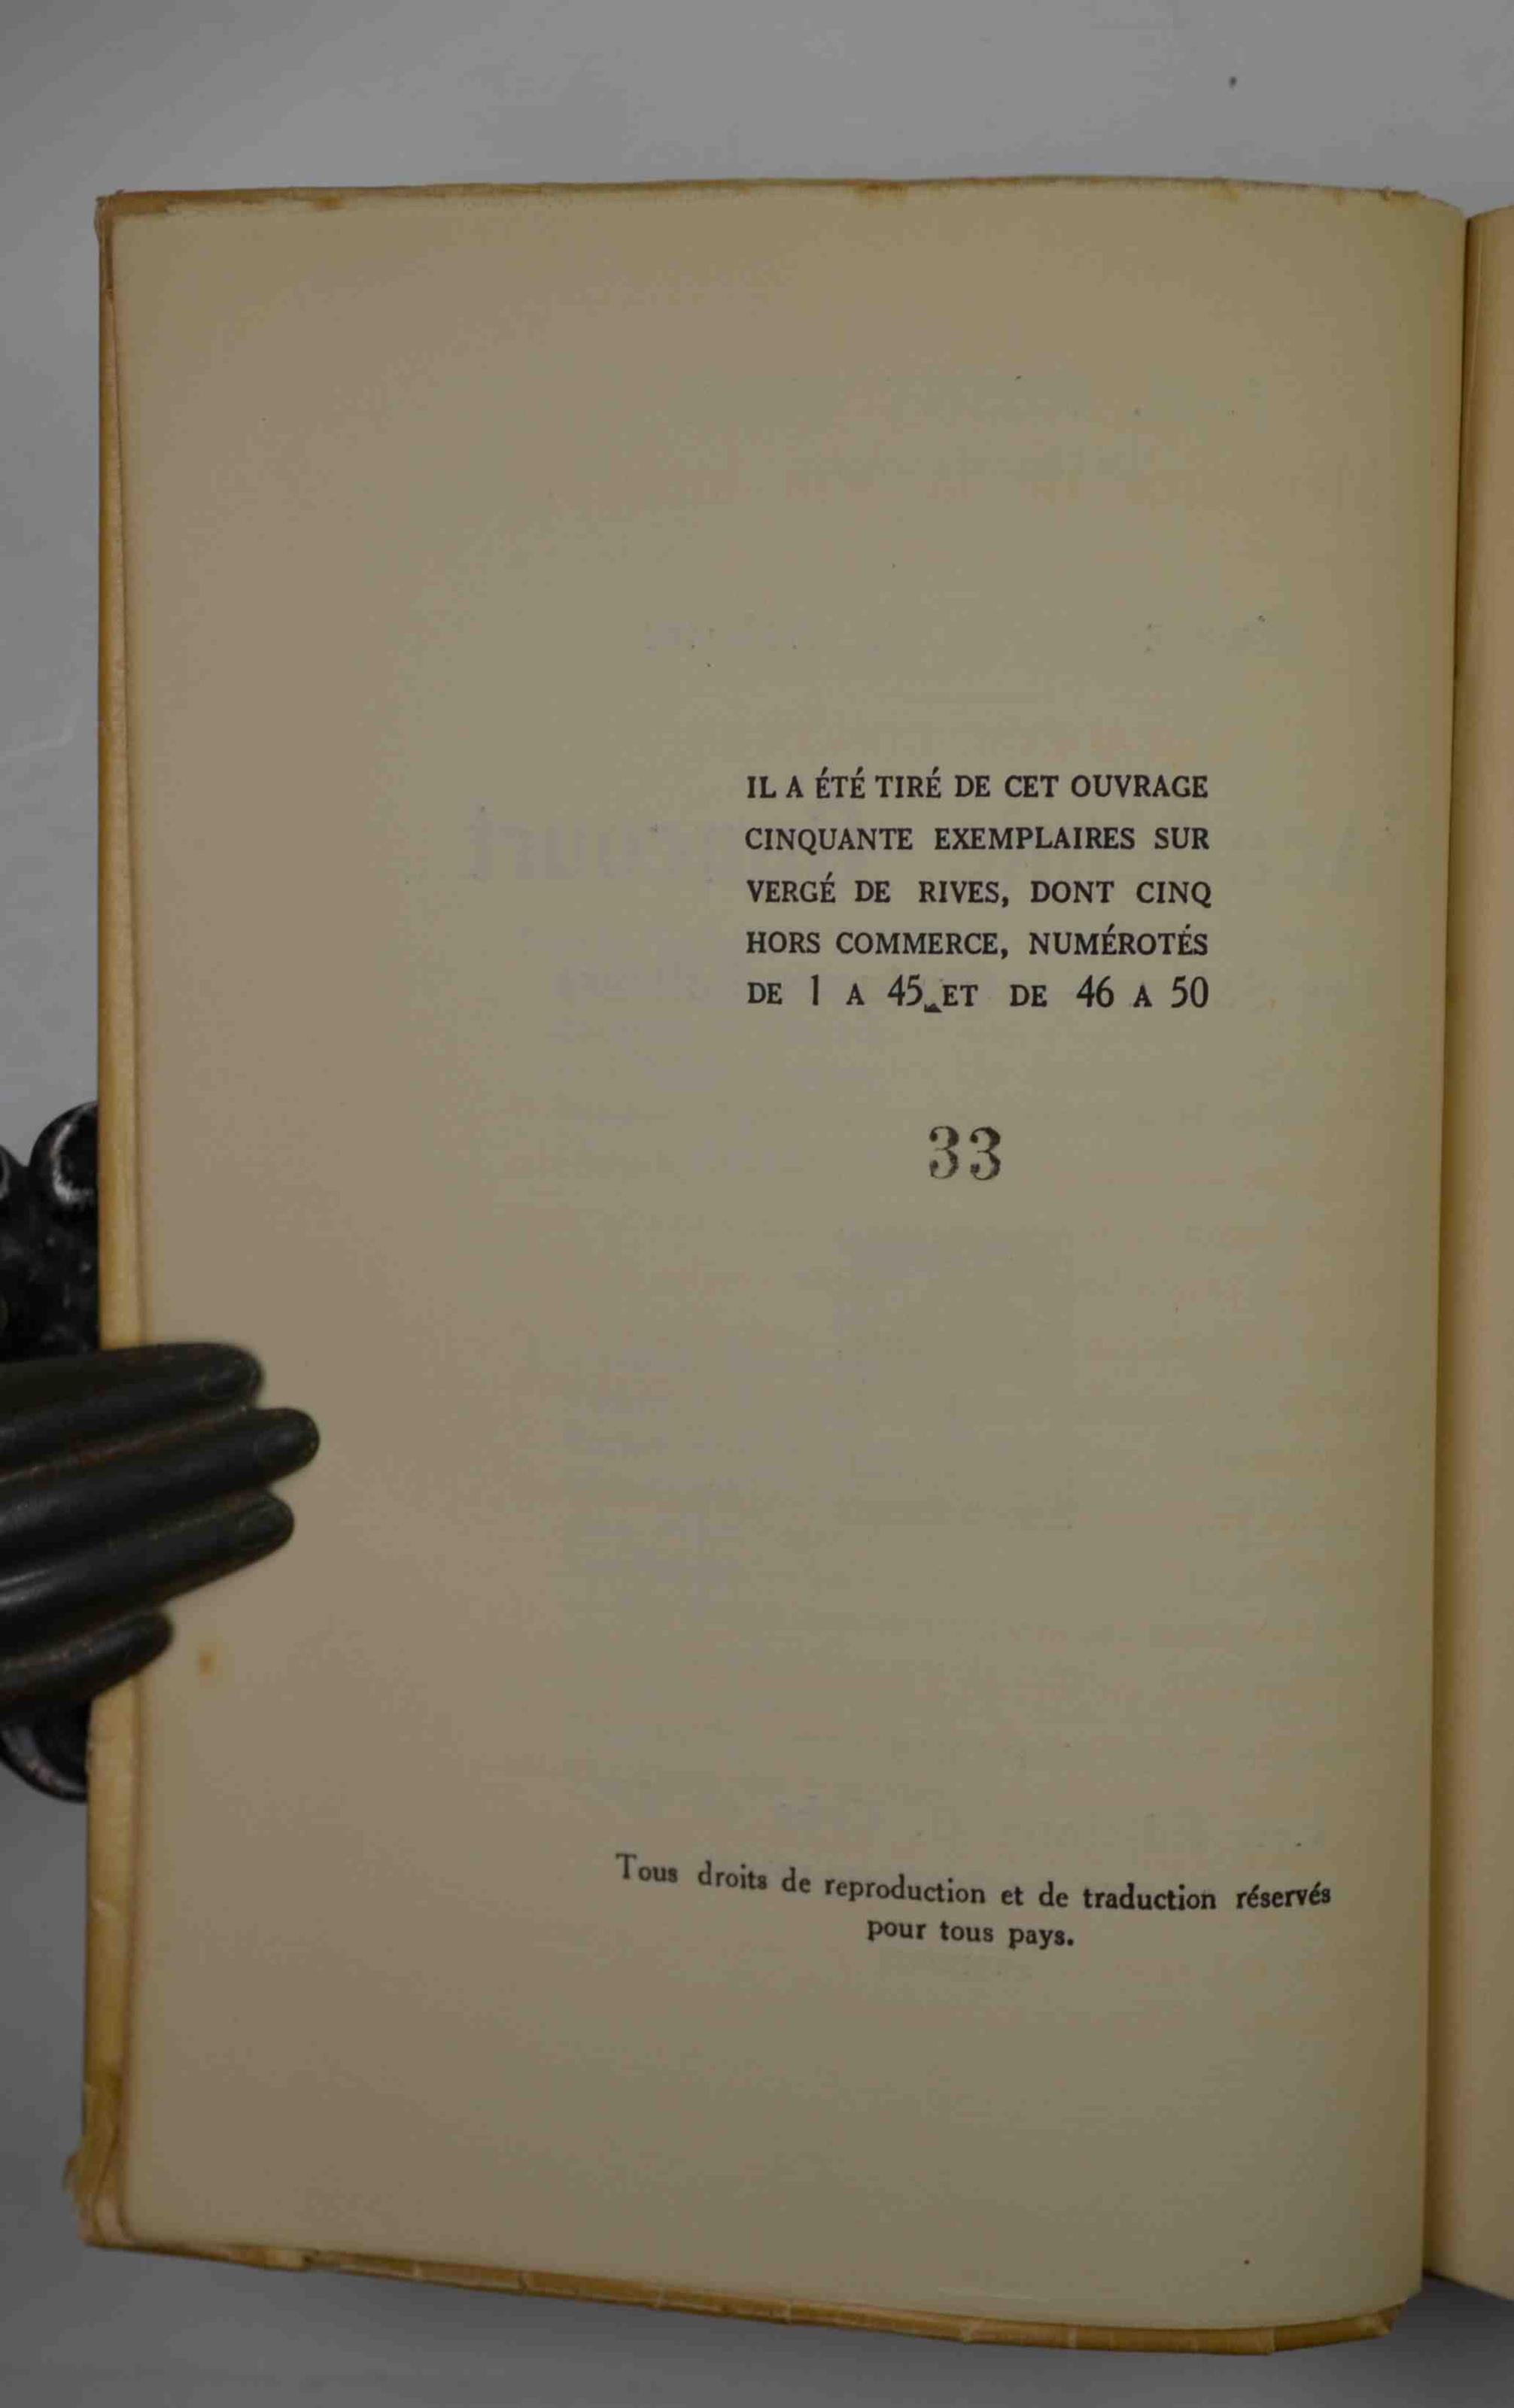 IL A ÉTÉ TIRÉ DE CET OUVRAGE
CINQUANTE EXEMPLAIRES SUR
VERGÉ DE RIVES, DONT CINQ
HORS COMMERCE, NUMÉROTÉS
DE 1 A 45 ET DE 46 A 50
33
Tous droits de reproduction et de traduction réservés
pour tous pays.